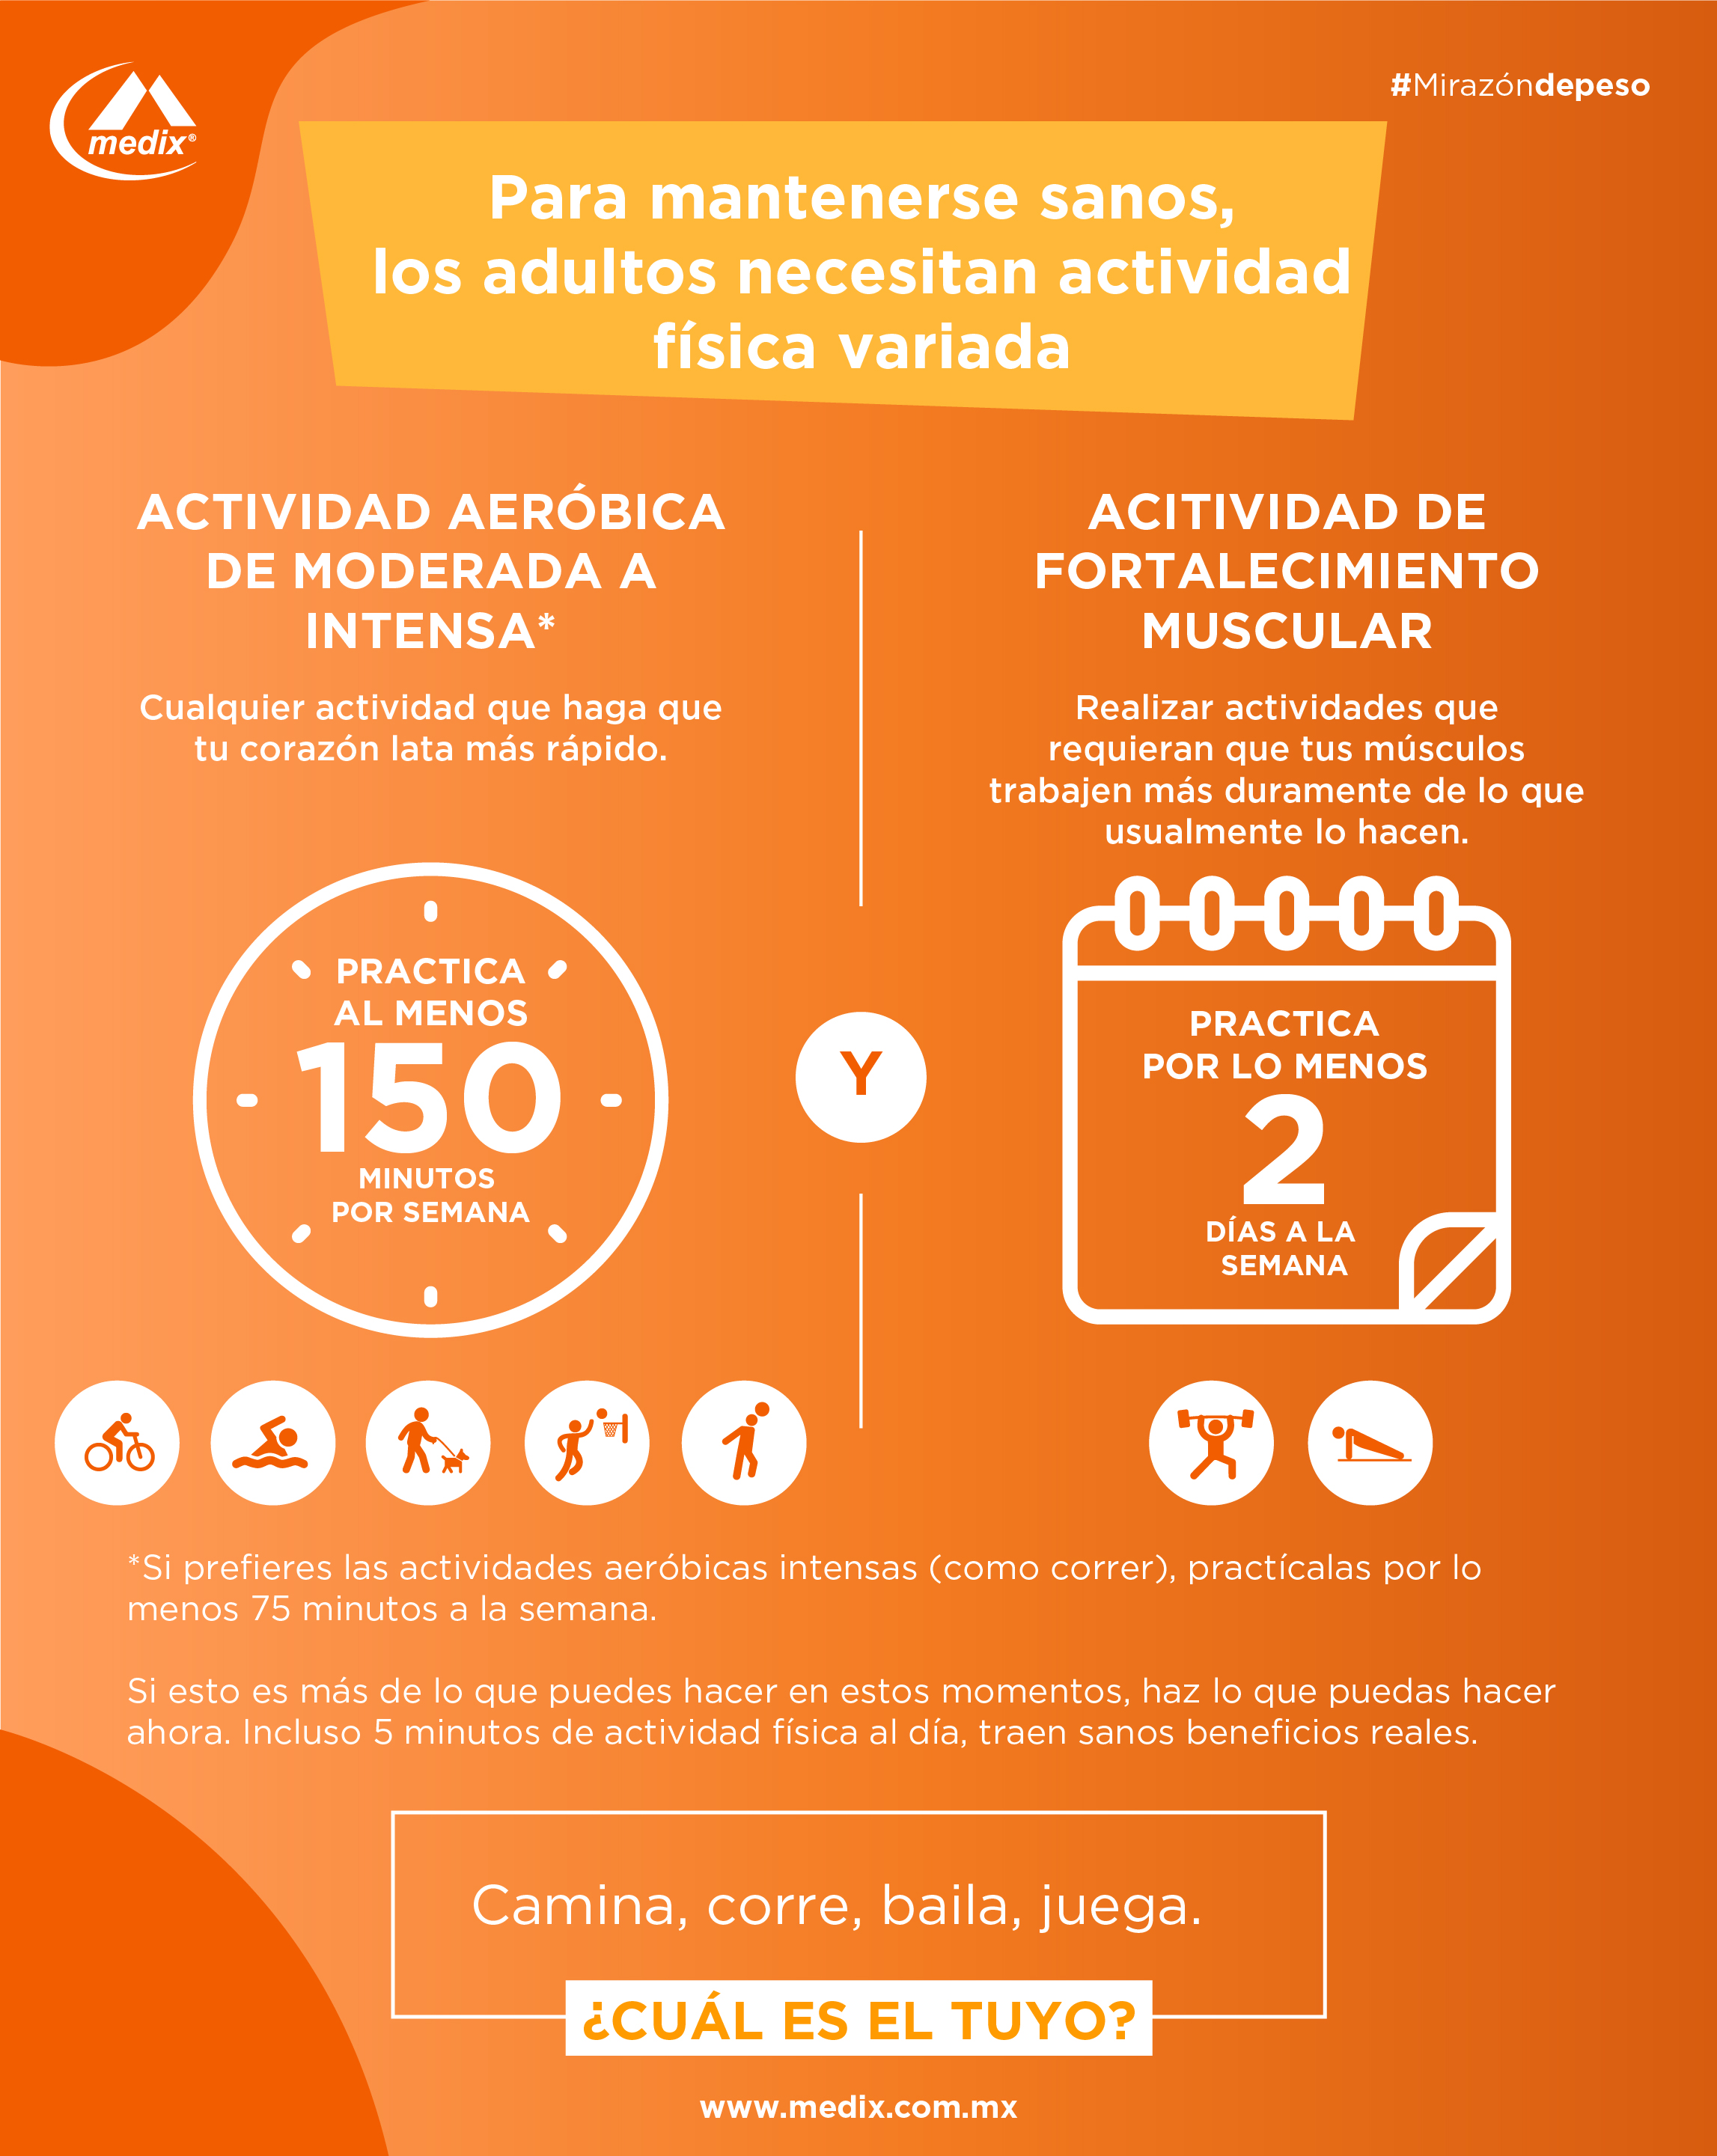 medix®
#Mirazóndepeso
Para mantenerse sanos,
los adultos necesitan actividad
física variada
ACTIVIDAD AERÓBICA
DE MODERADA A
INTENSA*
Cualquier actividad que haga que
tu corazón lata más rápido.
PRACTICA
AL MENOS
150
MINUTOS
POR SEMANA
Y
ACITIVIDAD DE
FORTALECIMIENTO
MUSCULAR
Realizar actividades que
requieran que tus músculos
trabajen más duramente de lo que
usualmente lo hacen.
PRACTICA
POR LO MENOS
2
DÍAS A LA
SEMANA
*Si prefieres las actividades aeróbicas intensas (como correr), practícalas por lo
menos 75 minutos a la semana.
Si esto es más de lo que puedes hacer en estos momentos, haz lo que puedas hacer
ahora. Incluso 5 minutos de actividad física al día, traen sanos beneficios reales.
Camina, corre, baila, juega.
¿CUÁL ES EL TUYO?
www.medix.com.mx